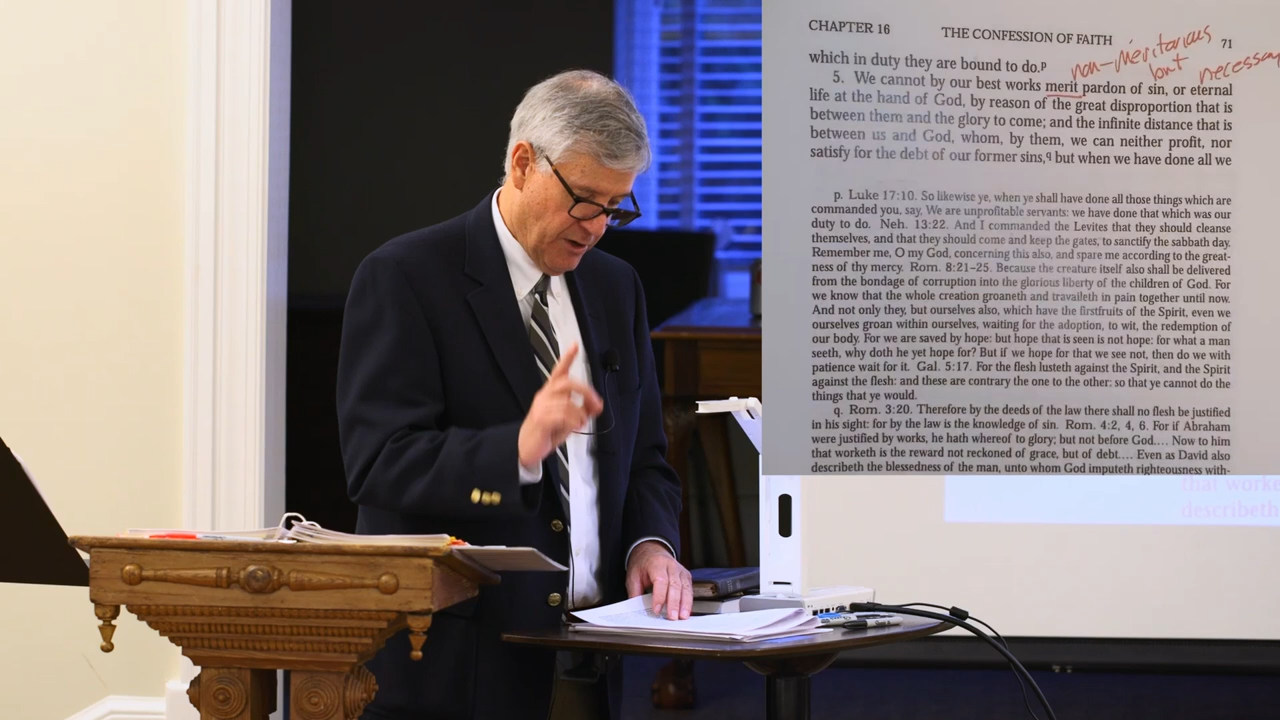 CHAPTER 16 THE CONFESSION OF FAITH 71
non-meritorious
but necessary
which in duty they are bound to do.p
5. We cannot by our best works merit pardon of sin, or eternal
life at the hand of God, by reason of the great disproportion that is
between them and the glory to come; and the infinite distance that is
between us and God, whom, by them, we can neither profit, nor
satisfy for the debt of our former sins,q but when we have done all we
p. Luke 17:10. So likewise ye, when ye shall have done all those things which are
commanded you, say, We are unprofitable servants: we have done that which was our
duty to do. Neh. 13:22. And I commanded the Levites that they should cleanse
themselves, and that they should come and keep the gates, to sanctify the sabbath day.
Remember me, O my God, concerning this also, and spare me according to the great-
ness of thy mercy. Rom. 8:21-25. Because the creature itself also shall be delivered
from the bondage of corruption into the glorious liberty of the children of God. For
we know that the whole creation groaneth and travaileth in pain together until now.
And not only they, but ourselves also, which have the firstfruits of the Spirit, even we
ourselves groan within ourselves, waiting for the adoption, to wit, the redemption of
our body. For we are saved by hope: but hope that is seen is not hope: for what a man
seeth, why doth he yet hope for? But if we hope for that we see not, then do we with
patience wait for it. Gal. 5:17. For the flesh lusteth against the Spirit, and the Spirit
against the flesh: and these are contrary the one to the other: so that ye cannot do the
things that ye would.
q. Rom. 3:20. Therefore by the deeds of the law there shall no flesh be justified
in his sight: for by the law is the knowledge of sin. Rom. 4:2, 4, 6. For if Abraham
were justified by works, he hath whereof to glory; but not before God.... Now to him
that worketh is the reward not reckoned of grace, but of debt.... Even as David also
describeth the blessedness of the man, unto whom God imputeth righteousness with-
that worke
describeth